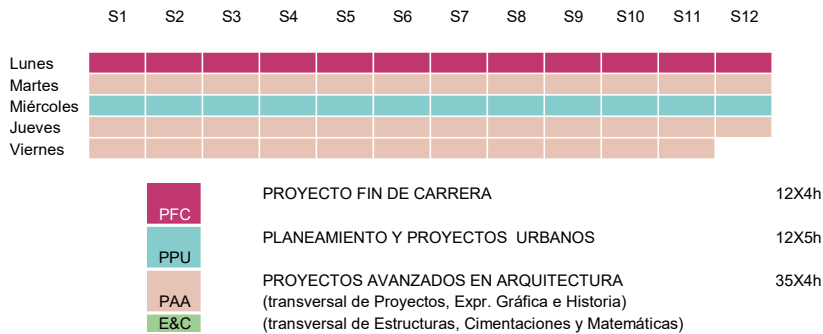 S1 S2 S3 S4 S5 S6 S7 S8 S9 S10 S11 S12
Lunes
Martes
Miércoles
Jueves
Viernes
PFC PROYECTO FIN DE CARRERA 12X4h
PPU PLANEAMIENTO Y PROYECTOS URBANOS 12X5h
PROYECTOS AVANZADOS EN ARQUITECTURA 35X4h
PAA (transversal de Proyectos, Expr. Gráfica e Historia)
E&C (transversal de Estructuras, Cimentaciones y Matemáticas)